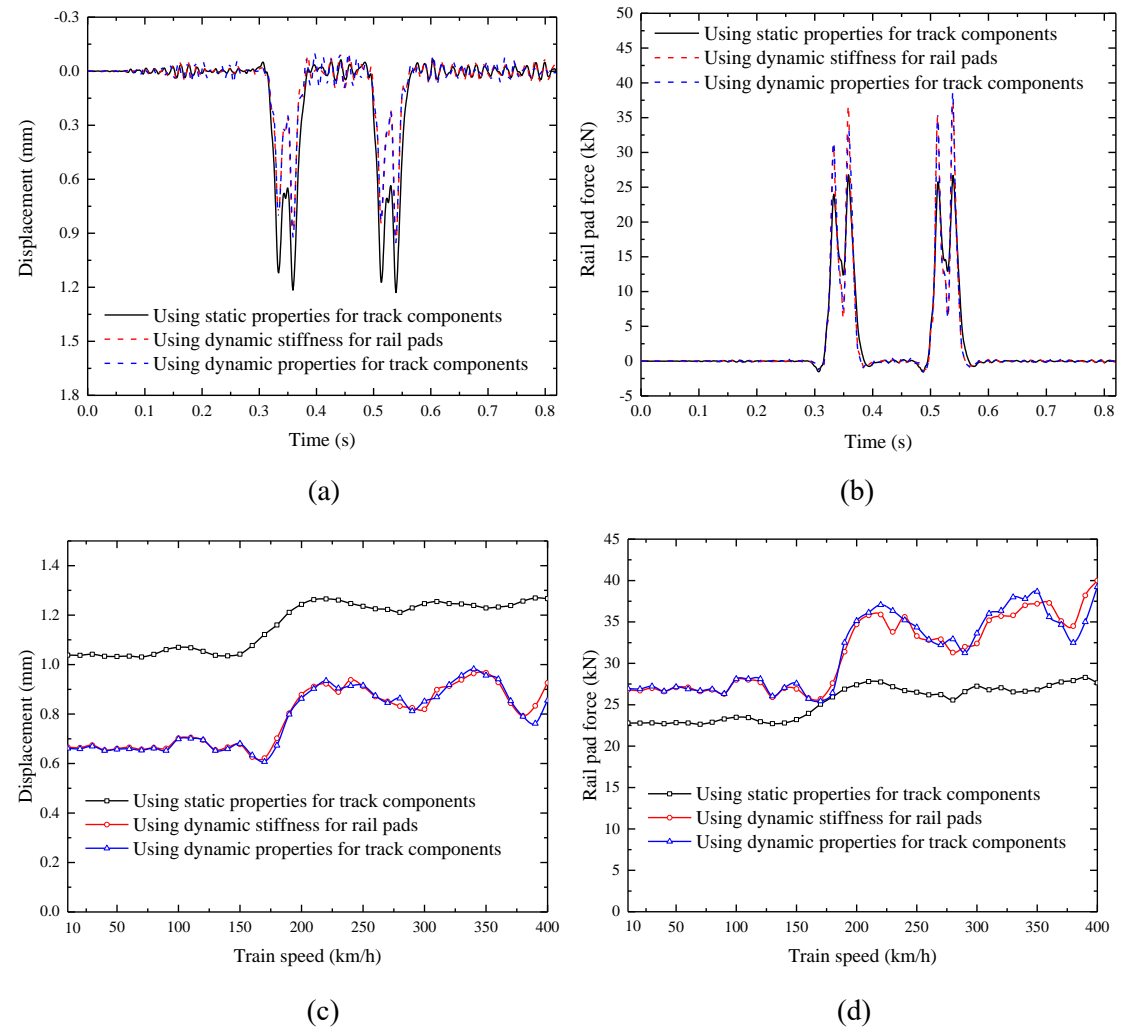 -0.3
0.0
0.3
0.6
0.9
1.2
1.5
1.8
Displacement (mm)
Using static properties for track components
Using dynamic stiffness for rail pads
Using dynamic properties for track components
0.0 0.1 0.2 0.3 0.4 0.5 0.6 0.7 0.8
Time (s)
(a)
50
45
40
35
30
25
20
15
10
5
0
-5
Rail pad force (kN)
Using static properties for track components
Using dynamic stiffness for rail pads
Using dynamic properties for track components
0.0 0.1 0.2 0.3 0.4 0.5 0.6 0.7 0.8
Time (s)
(b)
1.4
1.2
1.0
0.8
0.6
0.4
0.2
0.0
Displacement (mm)
Using static properties for track components
Using dynamic stiffness for rail pads
Using dynamic properties for track components
10 50 100 150 200 250 300 350 400
Train speed (km/h)
(c)
45
40
35
30
25
20
15
10
5
0
Rail pad force (kN)
Using static properties for track components
Using dynamic stiffness for rail pads
Using dynamic properties for track components
10 50 100 150 200 250 300 350 400
Train speed (km/h)
(d)